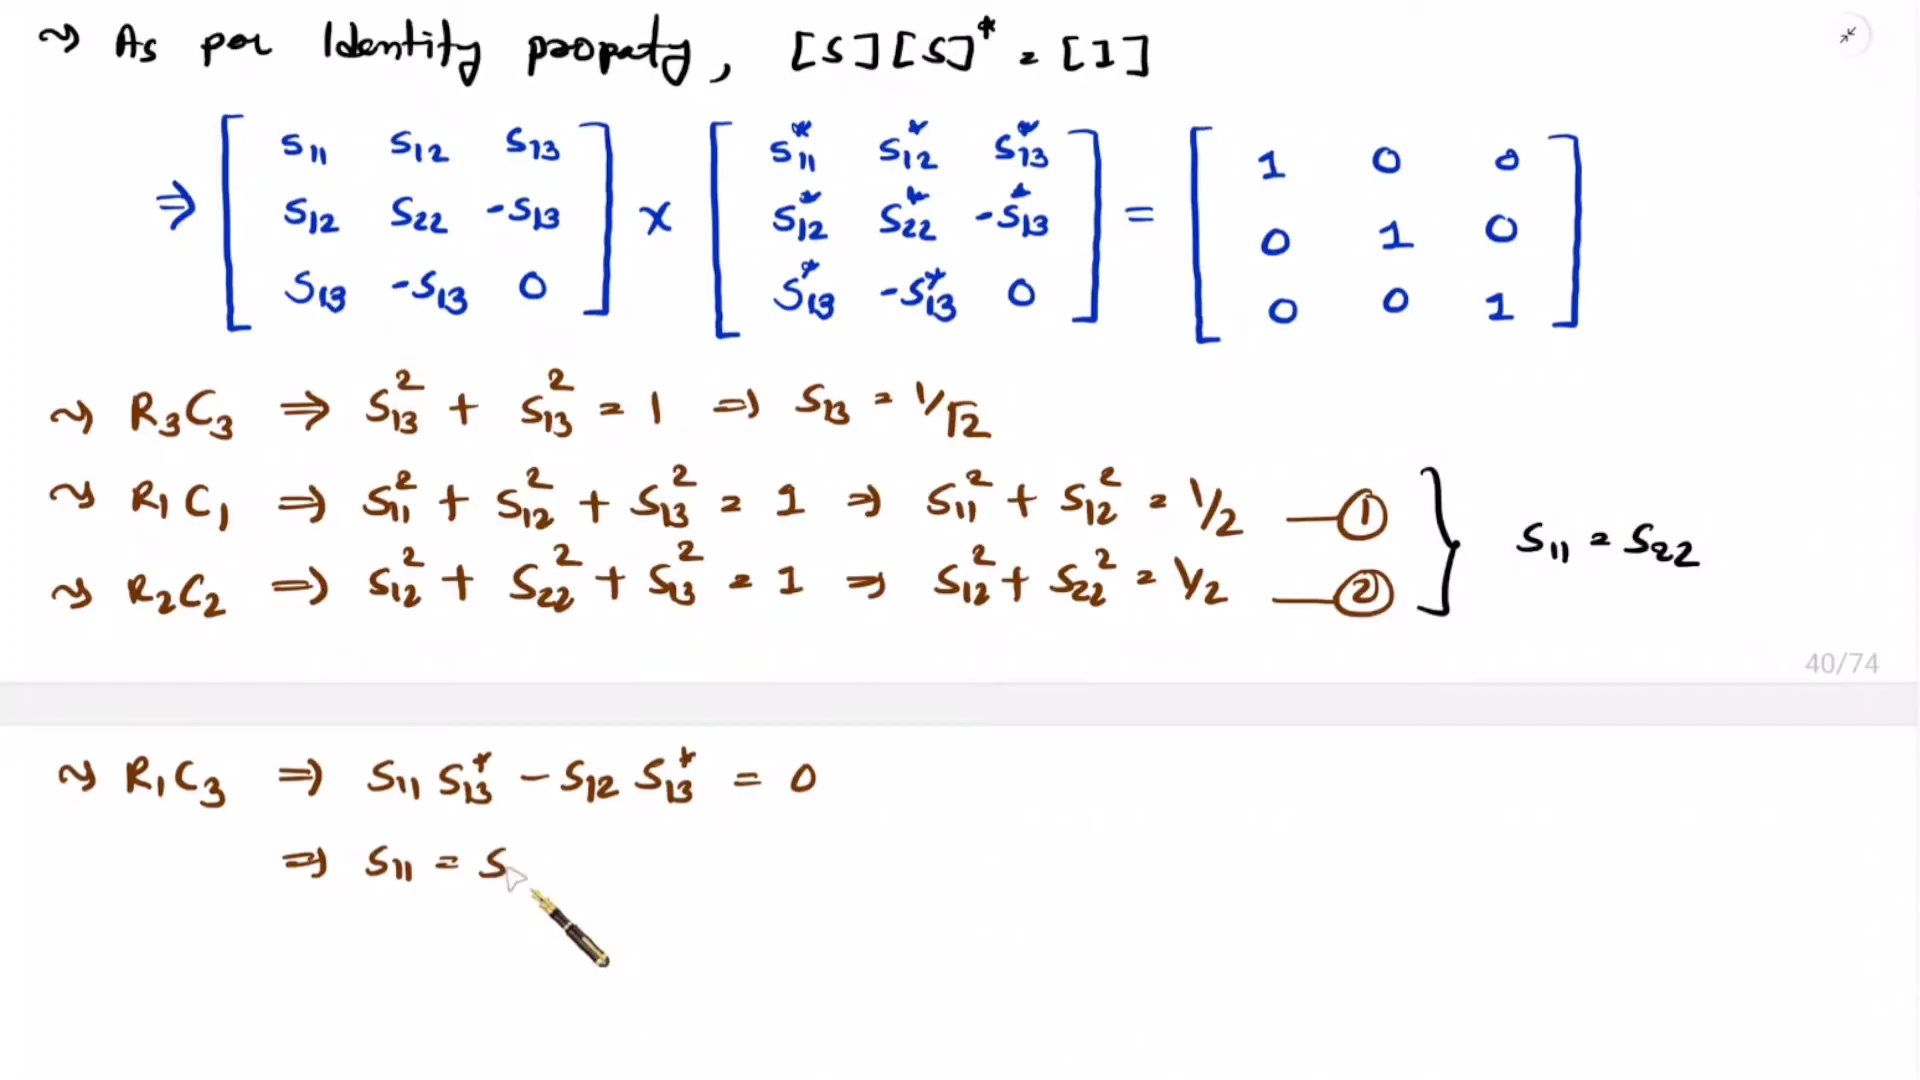 ~> As per Identity property, [S][S]* = [I]
⇒ [ S11 S12 S13 ] × [ S11* S12* S13* ] = [ 1 0 0 ]
[ S12 S22 -S13 ] [ S12* S22* -S13* ] [ 0 1 0 ]
[ S13 -S13 0 ] [ S13* -S13* 0 ] [ 0 0 1 ]
~> R3C3 ⇒ S13² + S13² = 1 ⇒ S13 = 1/√2
~> R1C1 ⇒ S11² + S12² + S13² = 1 ⇒ S11² + S12² = 1/2 —① } S11 = S22
~> R2C2 ⇒ S12² + S22² + S13² = 1 ⇒ S12² + S22² = 1/2 —②
40/74
~> R1C3 ⇒ S11 S13* - S12 S13* = 0
⇒ S11 = S